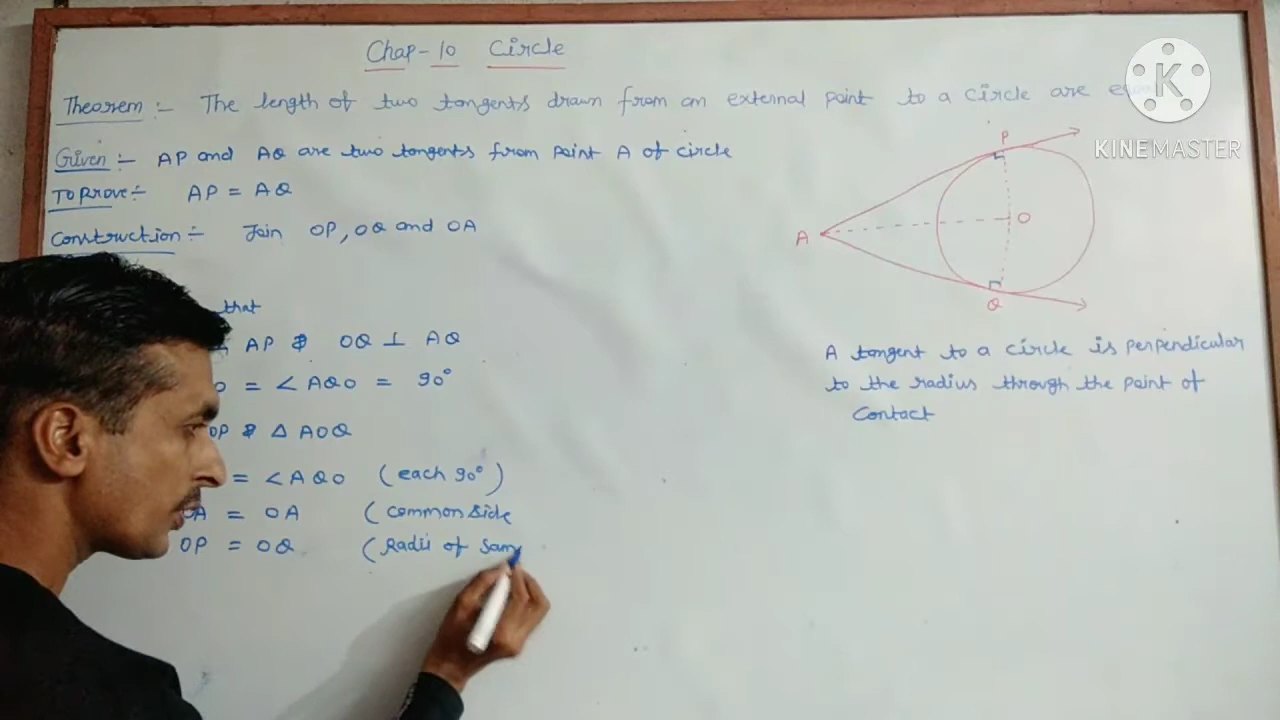 Chap-10 Circle
Theorem :- The length of two tangents drawn from an external point to a circle are
Given :- AP and AQ are two tangents from point A of circle
To prove :- AP = AQ
Construction :- Join OP, OQ and OA
that
AP & OQ ⊥ AQ
= ∠AQO = 90°
OP & Δ AOQ
= ∠AQO (each 90°)
OA = OA (common side
OP = OQ (Radii of sam
P
A
O
Q
A tangent to a circle is perpendicular
to the radius through the point of
Contact
K
KINEMASTER